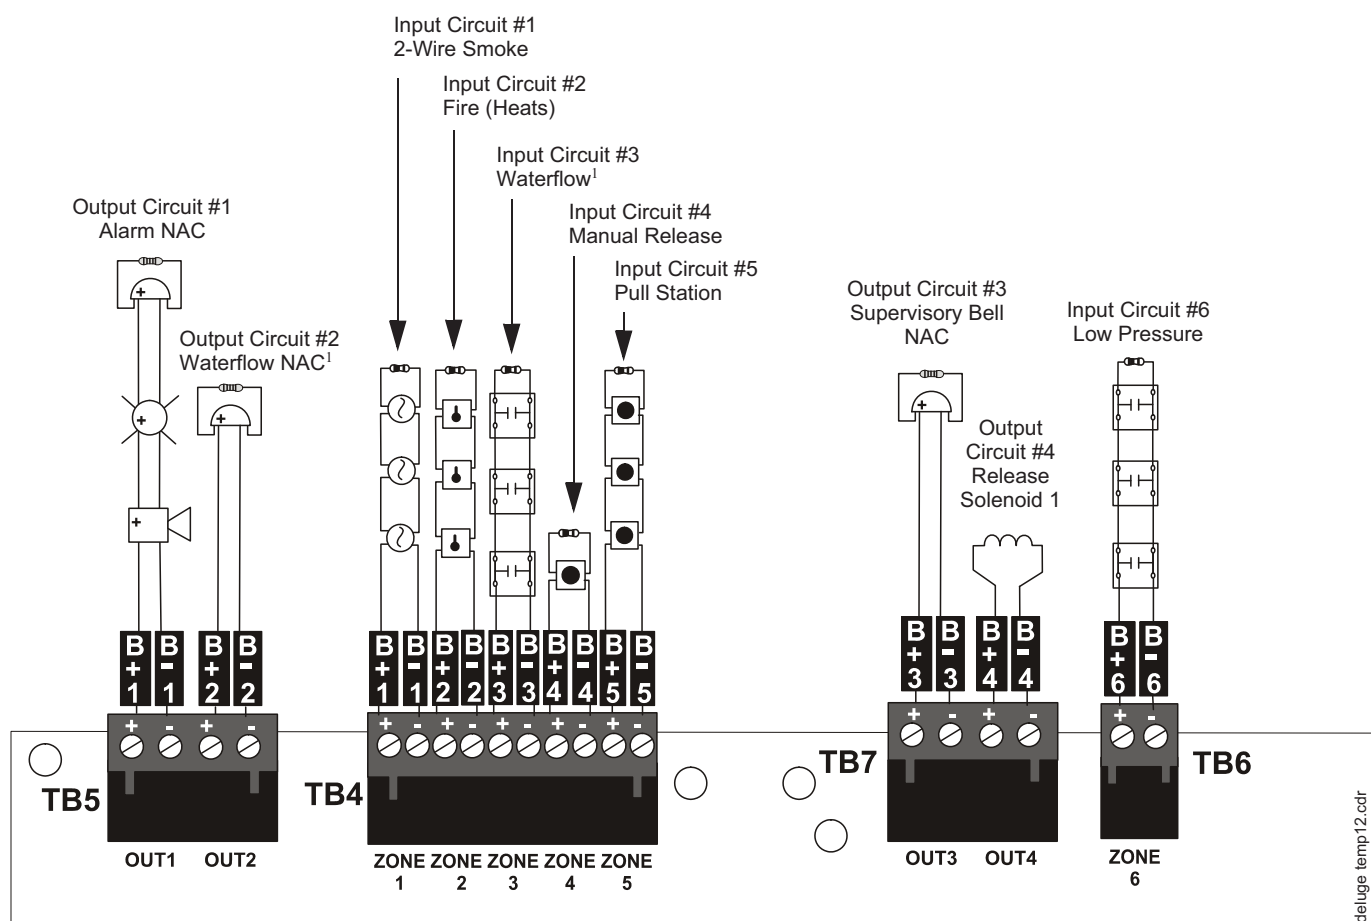 Input Circuit #1
2-Wire Smoke
Input Circuit #2
Fire (Heats)
Input Circuit #3
Waterflow1
Input Circuit #4
Manual Release
Input Circuit #5
Pull Station
Output Circuit #1
Alarm NAC
Output Circuit #2
Waterflow NAC1
Output Circuit #3
Supervisory Bell
NAC
Output
Circuit #4
Release
Solenoid 1
Input Circuit #6
Low Pressure
B+1 B-1 B+2 B-2
B+1 B-1 B+2 B-2 B+3 B-3 B+4 B-4 B+5 B-5
B+3 B-3 B+4 B-4
B+6 B-6
+ - + -
+ - + - + - + - + -
+ - + -
+ -
TB5
TB4
TB7
TB6
OUT1 OUT2
ZONE 1
ZONE 2
ZONE 3
ZONE 4
ZONE 5
OUT3 OUT4
ZONE 6
deluge temp12.cdr